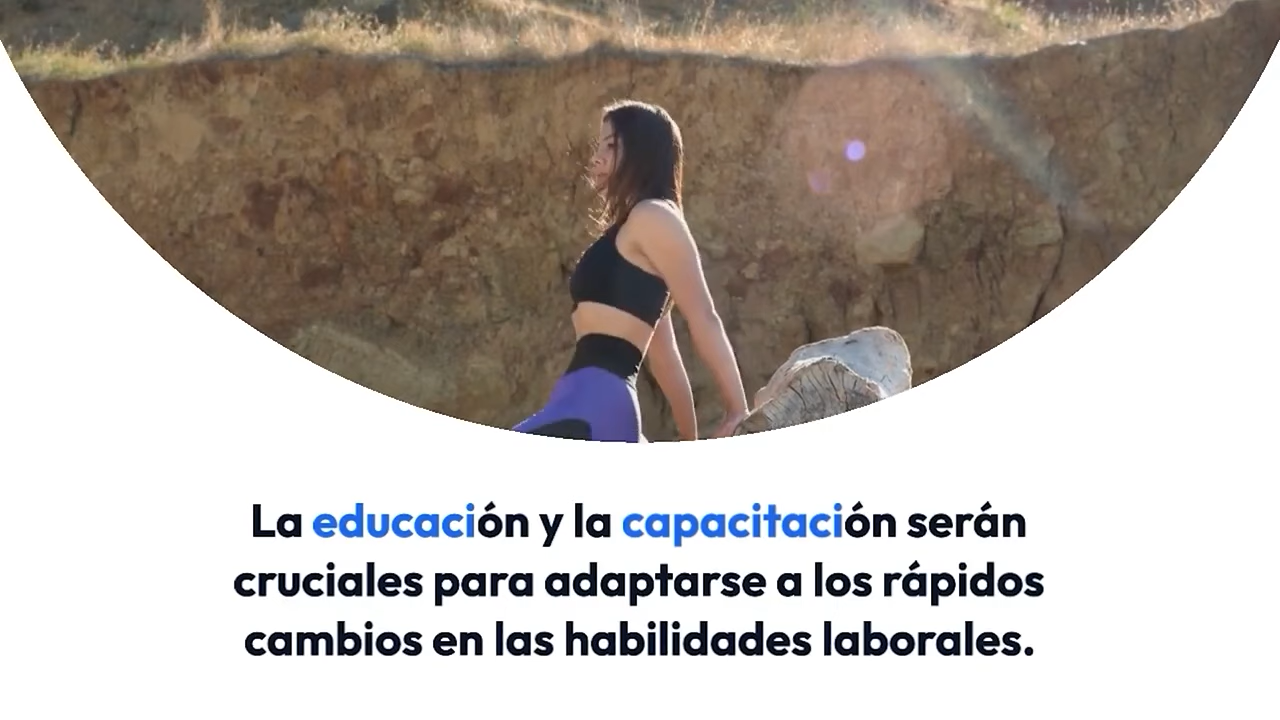 La educación y la capacitación serán
cruciales para adaptarse a los rápidos
cambios en las habilidades laborales.